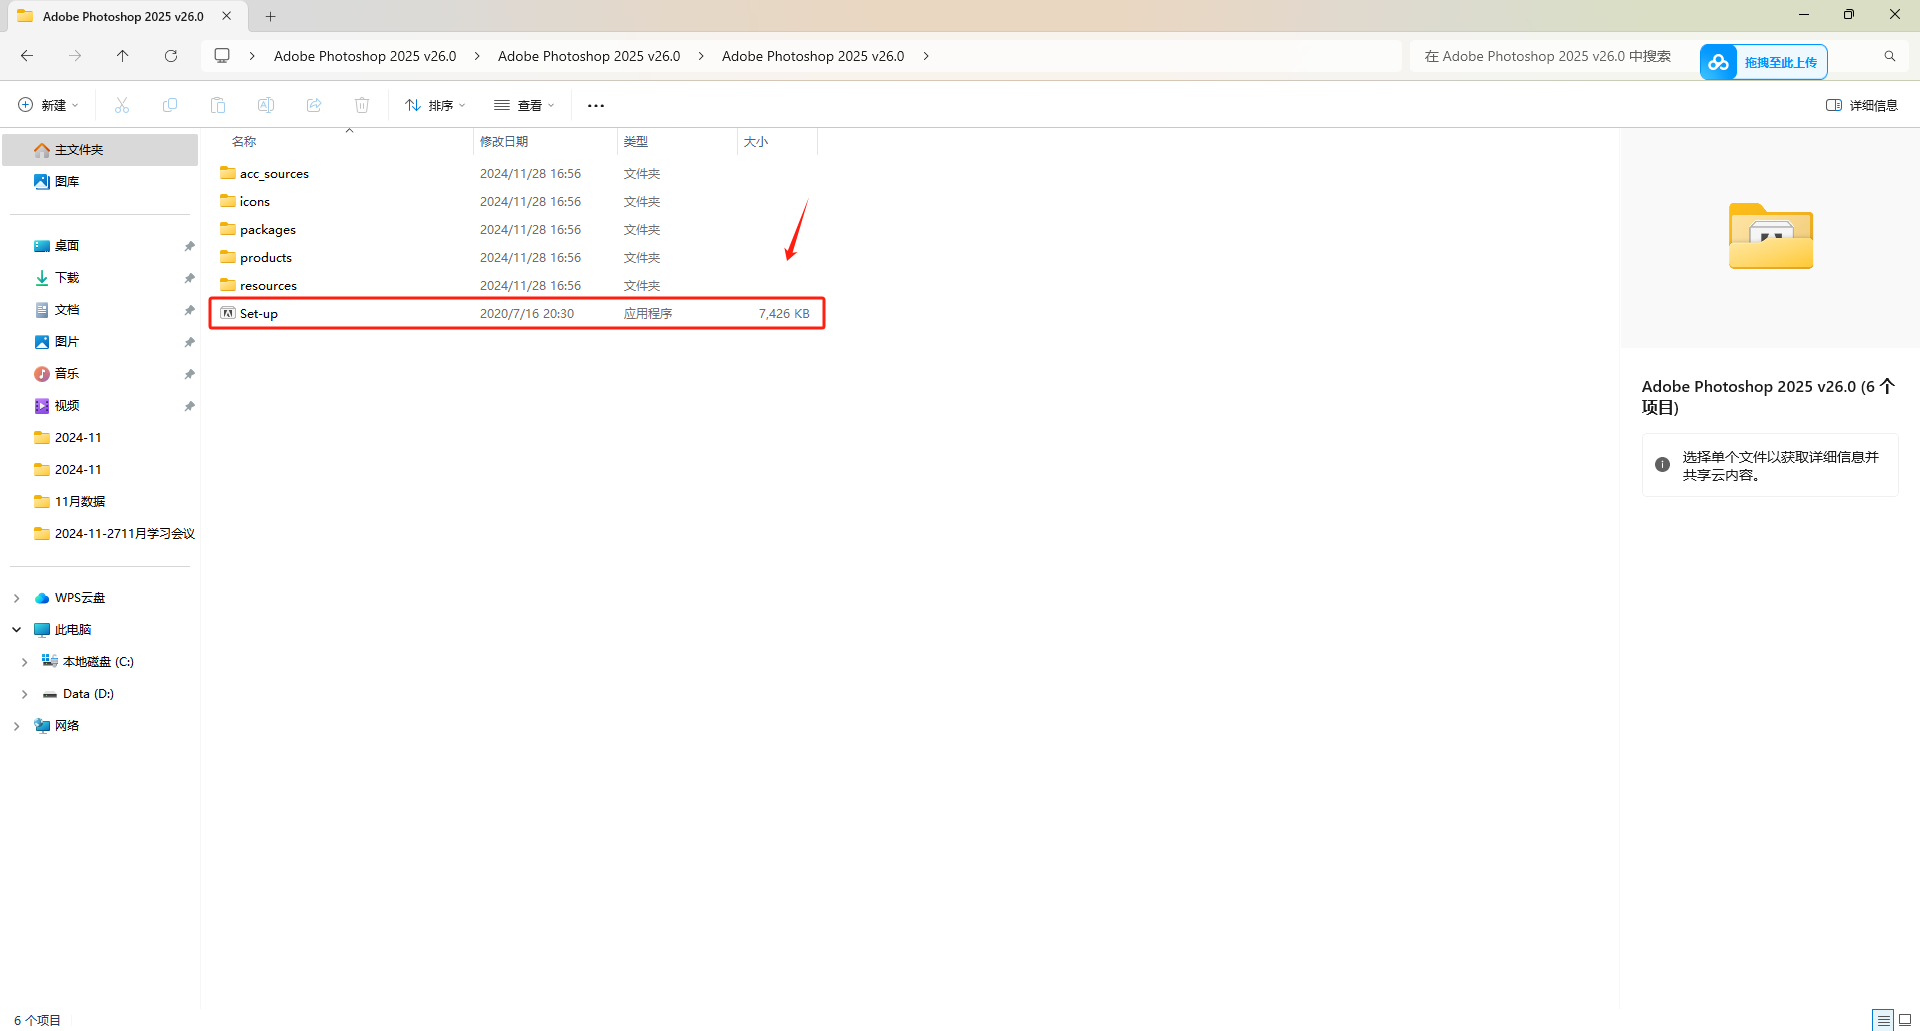 Adobe Photoshop 2025 v26.0
Adobe Photoshop 2025 v26.0 Adobe Photoshop 2025 v26.0 Adobe Photoshop 2025 v26.0 在 Adobe Photoshop 2025 v26.0 中搜索 拖拽至此上传
新建 排序 查看 详细信息
名称 修改日期 类型 大小
acc_sources 2024/11/28 16:56 文件夹
icons 2024/11/28 16:56 文件夹
packages 2024/11/28 16:56 文件夹
products 2024/11/28 16:56 文件夹
resources 2024/11/28 16:56 文件夹
Set-up 2020/7/16 20:30 应用程序 7,426 KB
主文件夹
图库
桌面
下载
文档
图片
音乐
视频
2024-11
2024-11
11月数据
2024-11-2711月学习会议
WPS云盘
此电脑
本地磁盘 (C:)
Data (D:)
网络
Adobe Photoshop 2025 v26.0 (6 个
项目)
选择单个文件以获取详细信息并
共享云内容。
6 个项目